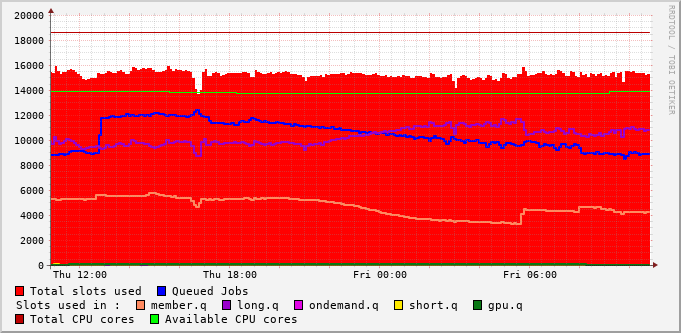 20000
18000
16000
14000
12000
10000
8000
6000
4000
2000
0
Thu 12:00 Thu 18:00 Fri 00:00 Fri 06:00
RRDTOOL / TOBI OETIKER
Total slots used Queued Jobs
Slots used in : member.q long.q ondemand.q short.q gpu.q
Total CPU cores Available CPU cores